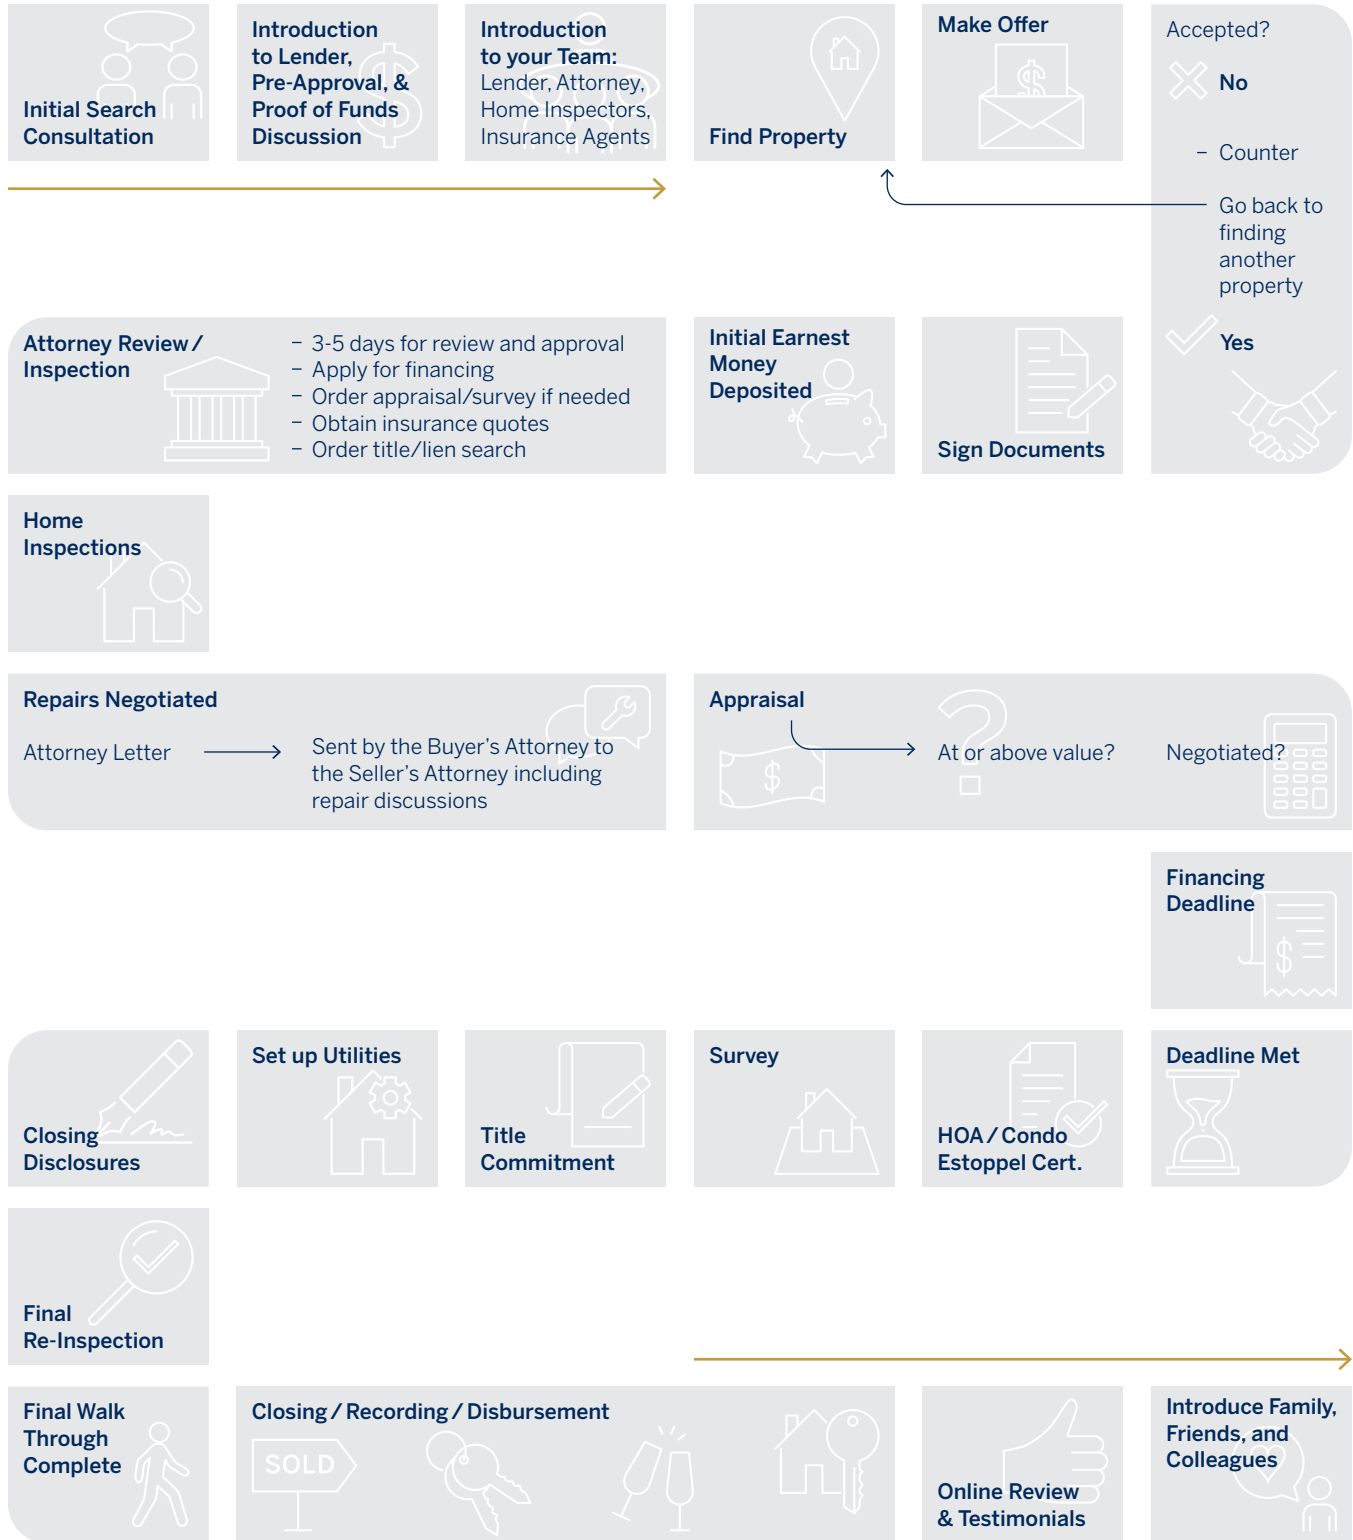 Initial Search
Consultation
Introduction
to Lender,
Pre-Approval, &
Proof of Funds
Discussion
Introduction
to your Team:
Lender, Attorney,
Home Inspectors,
Insurance Agents
Find Property
Make Offer
Accepted?
No
– Counter
Go back to
finding
another
property
Yes
Attorney Review /
Inspection
– 3-5 days for review and approval
– Apply for financing
– Order appraisal/survey if needed
– Obtain insurance quotes
– Order title/lien search
Initial Earnest
Money
Deposited
Sign Documents
Home
Inspections
Repairs Negotiated
Attorney Letter
Sent by the Buyer’s Attorney to
the Seller’s Attorney including
repair discussions
Appraisal
At or above value?
Negotiated?
Financing
Deadline
Closing
Disclosures
Set up Utilities
Title
Commitment
Survey
HOA / Condo
Estoppel Cert.
Deadline Met
Final
Re-Inspection
Final Walk
Through
Complete
Closing / Recording / Disbursement
SOLD
Online Review
& Testimonials
Introduce Family,
Friends, and
Colleagues